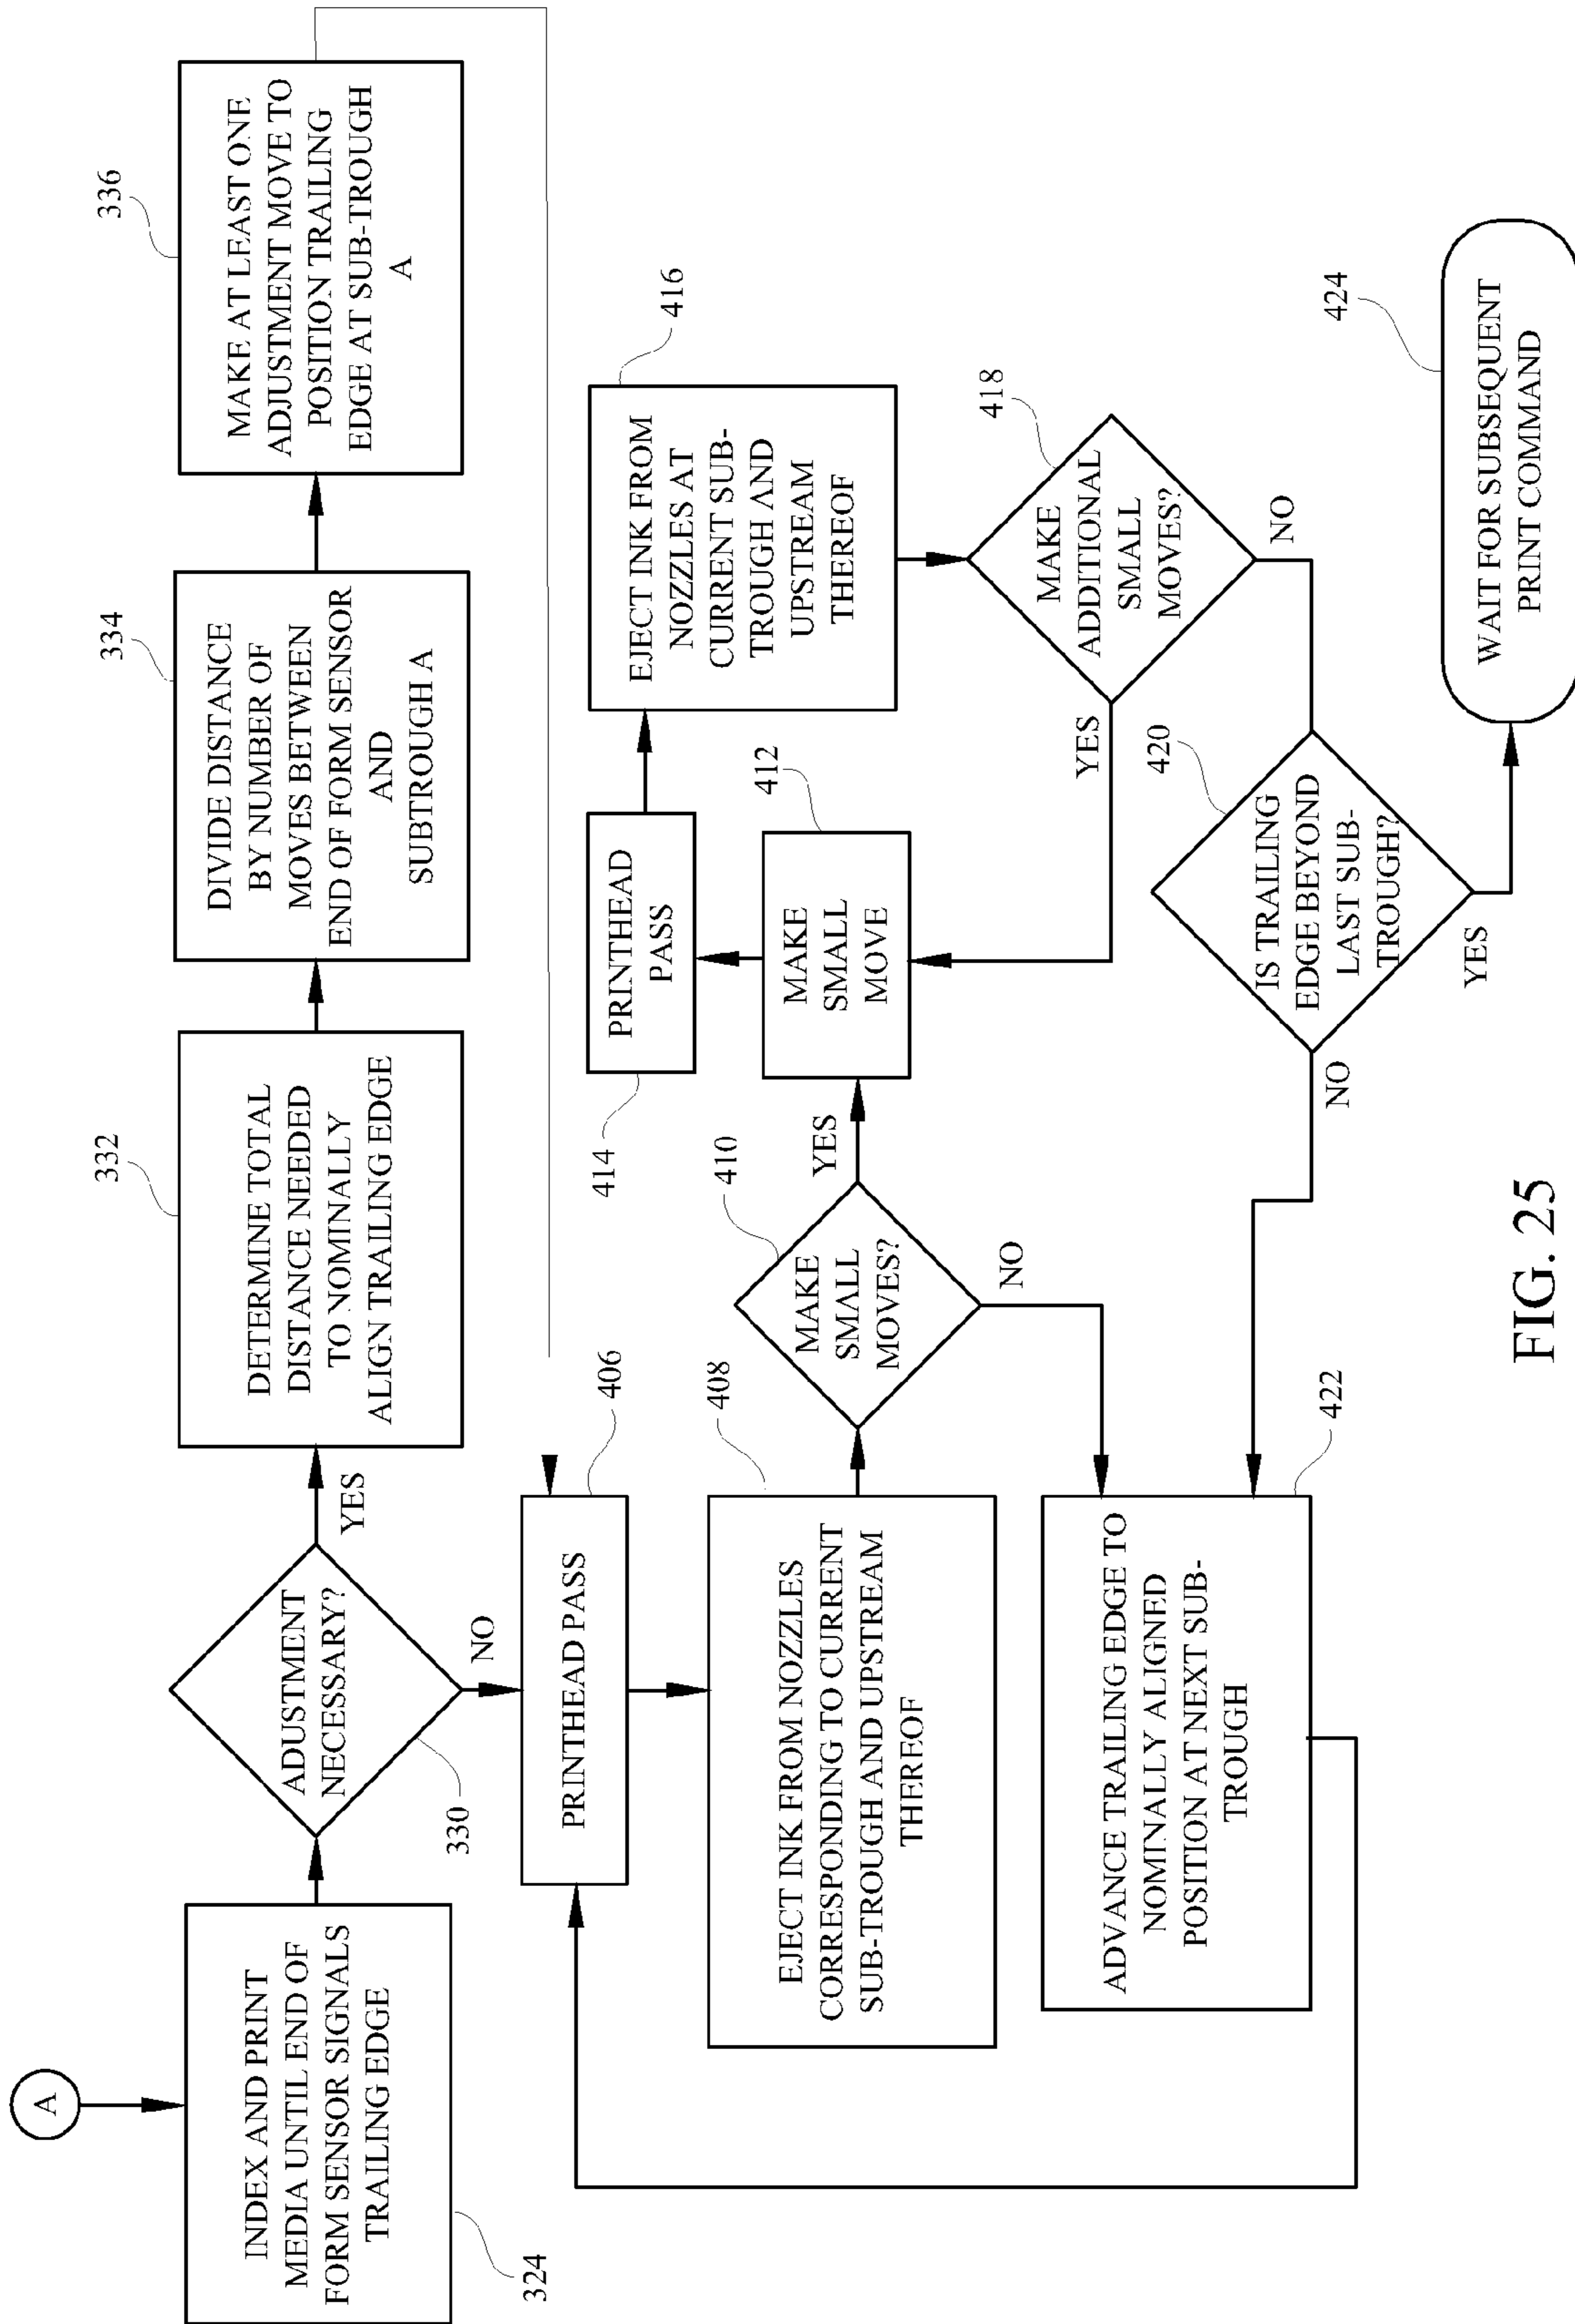 A
INDEX AND PRINT
MEDIA UNTIL END OF
FORM SENSOR SIGNALS
TRAILING EDGE
324
ADUSTMENT
NECESSARY?
330
YES
NO
DETERMINE TOTAL
DISTANCE NEEDED
TO NOMINALLY
ALIGN TRAILING EDGE
332
DIVIDE DISTANCE
BY NUMBER OF
MOVES BETWEEN
END OF FORM SENSOR
AND
SUBTROUGH A
334
MAKE AT LEAST ONE
ADJUSTMENT MOVE TO
POSITION TRAILING
EDGE AT SUB-TROUGH
A
336
PRINTHEAD PASS
406
EJECT INK FROM NOZZLES
CORRESPONDING TO CURRENT
SUB-TROUGH AND UPSTREAM
THEREOF
408
MAKE
SMALL
MOVES?
410
YES
NO
MAKE
SMALL
MOVE
412
PRINTHEAD
PASS
414
EJECT INK FROM
NOZZLES AT
CURRENT SUB-
TROUGH AND
UPSTREAM
THEREOF
416
MAKE
ADDITIONAL
SMALL
MOVES?
418
YES
NO
IS TRAILING
EDGE BEYOND
LAST SUB-
TROUGH?
420
NO
YES
ADVANCE TRAILING EDGE TO
NOMINALLY ALIGNED
POSITION AT NEXT SUB-
TROUGH
422
WAIT FOR SUBSEQUENT
PRINT COMMAND
424
FIG. 25